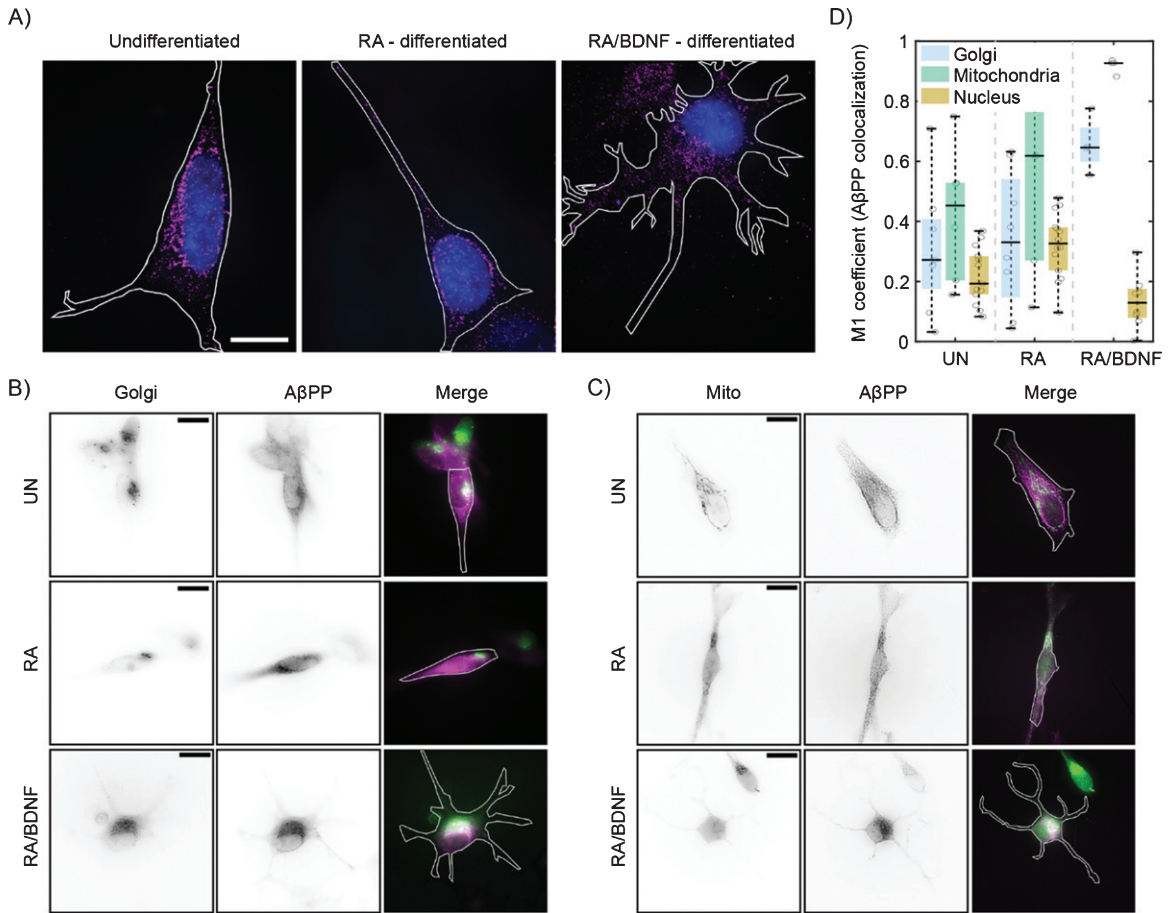 A)
Undifferentiated
RA - differentiated
RA/BDNF - differentiated
D)
M1 coefficient (AβPP colocalization)
1
0.8
0.6
0.4
0.2
0
Golgi
Mitochondria
Nucleus
UN
RA
RA/BDNF
B)
Golgi
AβPP
Merge
UN
RA
RA/BDNF
C)
Mito
AβPP
Merge
UN
RA
RA/BDNF